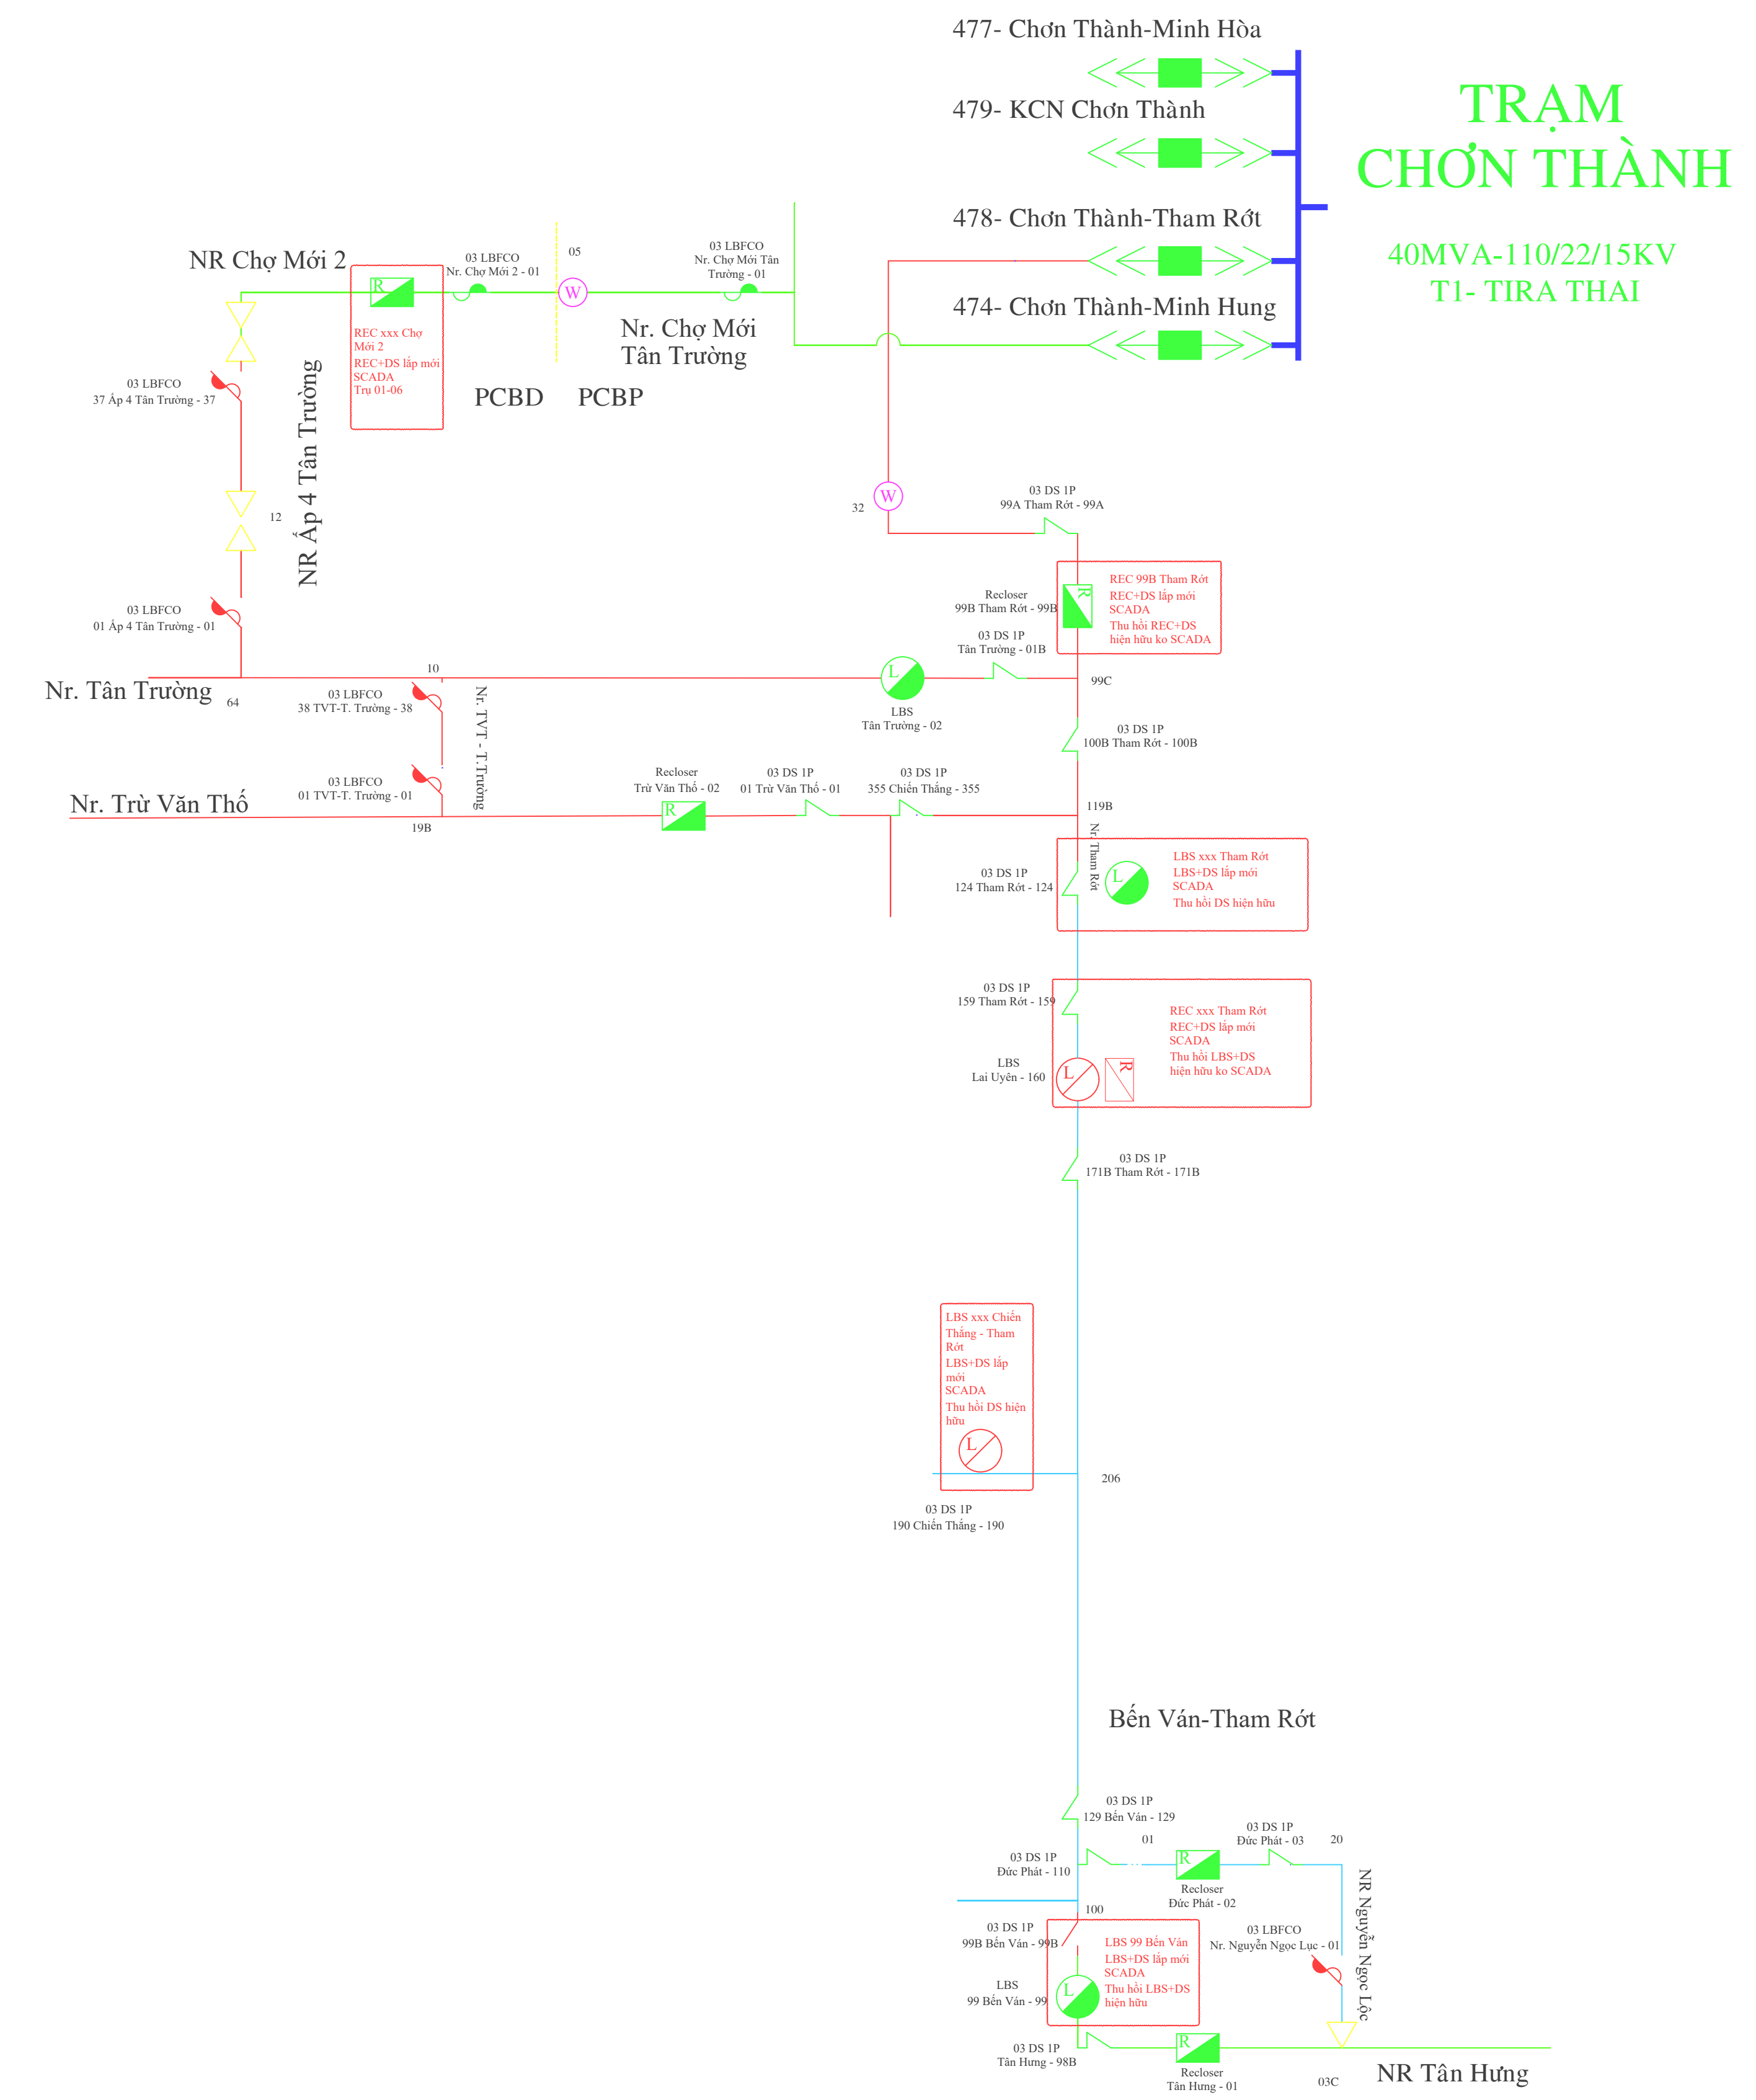 477- Chơn Thành-Minh Hòa
479- KCN Chơn Thành
478- Chơn Thành-Tham Rớt
474- Chơn Thành-Minh Hung
TRẠM
CHƠN THÀNH
40MVA-110/22/15KV
T1- TIRA THAI
NR Chợ Mới 2
R
REC xxx Chợ
Mới 2
REC+DS lắp mới
SCADA
Trụ 01-06
03 LBFCO
Nr. Chợ Mới 2 - 01
05
W
03 LBFCO
Nr. Chợ Mới Tân
Trường - 01
Nr. Chợ Mới
Tân Trường
PCBD
PCBP
03 LBFCO
37 Ấp 4 Tân Trường - 37
NR Ấp 4 Tân Trường
12
03 LBFCO
01 Ấp 4 Tân Trường - 01
W
32
03 DS 1P
99A Tham Rớt - 99A
Recloser
99B Tham Rớt - 99B
R
REC 99B Tham Rớt
REC+DS lắp mới
SCADA
Thu hồi REC+DS
hiện hữu ko SCADA
03 DS 1P
Tân Trường - 01B
99C
Nr. Tân Trường
64
10
L
LBS
Tân Trường - 02
03 LBFCO
38 TVT-T. Trường - 38
Nr. TVT - T.Trường
03 LBFCO
01 TVT-T. Trường - 01
03 DS 1P
100B Tham Rớt - 100B
Nr. Trừ Văn Thố
19B
Recloser
Trừ Văn Thố - 02
R
03 DS 1P
01 Trừ Văn Thố - 01
03 DS 1P
355 Chiến Thắng - 355
119B
Nr. Tham Rớt
03 DS 1P
124 Tham Rớt - 124
L
LBS xxx Tham Rớt
LBS+DS lắp mới
SCADA
Thu hồi DS hiện hữu
03 DS 1P
159 Tham Rớt - 159
LBS
Lai Uyên - 160
L
R
REC xxx Tham Rớt
REC+DS lắp mới
SCADA
Thu hồi LBS+DS
hiện hữu ko SCADA
03 DS 1P
171B Tham Rớt - 171B
LBS xxx Chiến
Thắng - Tham
Rớt
LBS+DS lắp
mới
SCADA
Thu hồi DS hiện
hữu
L
206
03 DS 1P
190 Chiến Thắng - 190
Bến Ván-Tham Rớt
03 DS 1P
129 Bến Ván - 129
03 DS 1P
Đức Phát - 110
01
R
Recloser
Đức Phát - 02
03 DS 1P
Đức Phát - 03
20
NR Nguyễn Ngọc Lộc
100
03 DS 1P
99B Bến Ván - 99B
LBS
99 Bến Ván - 99
L
LBS 99 Bến Ván
LBS+DS lắp mới
SCADA
Thu hồi LBS+DS
hiện hữu
03 LBFCO
Nr. Nguyễn Ngọc Lục - 01
03 DS 1P
Tân Hưng - 98B
R
Recloser
Tân Hưng - 01
03C
NR Tân Hưng